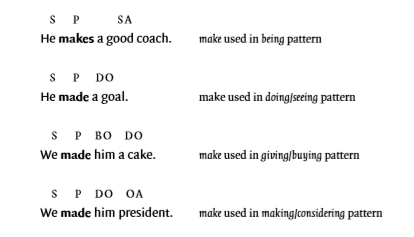 S P SA
He makes a good coach. make used in being pattern
S P DO
He made a goal. make used in doing/seeing pattern
S P BO DO
We made him a cake. make used in giving/buying pattern
S P DO OA
We made him president. make used in making/considering pattern